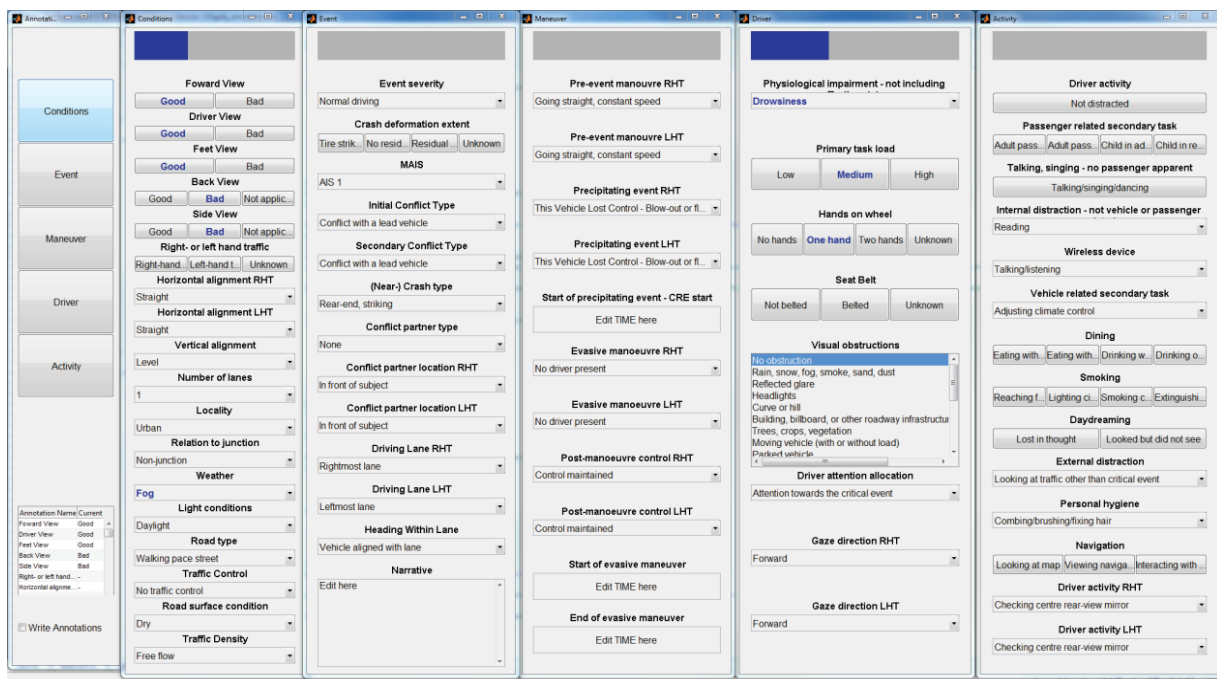 Annotati...
Conditions
Event
Maneuver
Driver
Activity
Annotation Name Current
Foward View Good
Driver View Good
Feet View Good
Back View Bad
Side View Bad
Right- or left hand... -
Horizontal alignme... -
Write Annotations
Conditions
Foward View
Good Bad
Driver View
Good Bad
Feet View
Good Bad
Back View
Good Bad Not applic...
Side View
Good Bad Not applic...
Right- or left hand traffic
Right-hand... Left-hand t... Unknown
Horizontal alignment RHT
Straight
Horizontal alignment LHT
Straight
Vertical alignment
Level
Number of lanes
1
Locality
Urban
Relation to junction
Non-junction
Weather
Fog
Light conditions
Daylight
Road type
Walking pace street
Traffic Control
No traffic control
Road surface condition
Dry
Traffic Density
Free flow
Event
Event severity
Normal driving
Crash deformation extent
Tire strik... No resid... Residual ... Unknown
MAIS
AIS 1
Initial Conflict Type
Conflict with a lead vehicle
Secondary Conflict Type
Conflict with a lead vehicle
(Near-) Crash type
Rear-end, striking
Conflict partner type
None
Conflict partner location RHT
In front of subject
Conflict partner location LHT
In front of subject
Driving Lane RHT
Rightmost lane
Driving Lane LHT
Leftmost lane
Heading Within Lane
Vehicle aligned with lane
Narrative
Edit here
Maneuver
Pre-event manouvre RHT
Going straight, constant speed
Pre-event manouvre LHT
Going straight, constant speed
Precipitating event RHT
This Vehicle Lost Control - Blow-out or fl...
Precipitating event LHT
This Vehicle Lost Control - Blow-out or fl...
Start of precipitating event - CRE start
Edit TIME here
Evasive manoeuvre RHT
No driver present
Evasive manoeuvre LHT
No driver present
Post-manoeuvre control RHT
Control maintained
Post-manoeuvre control LHT
Control maintained
Start of evasive maneuver
Edit TIME here
End of evasive maneuver
Edit TIME here
Driver
Physiological impairment - not including
Drowsiness
Primary task load
Low Medium High
Hands on wheel
No hands One hand Two hands Unknown
Seat Belt
Not belted Belted Unknown
Visual obstructions
No obstruction
Rain, snow, fog, smoke, sand, dust
Reflected glare
Headlights
Curve or hill
Building, billboard, or other roadway infrastructur
Trees, crops, vegetation
Moving vehicle (with or without load)
Parked vehicle
Driver attention allocation
Attention towards the critical event
Gaze direction RHT
Forward
Gaze direction LHT
Forward
Activity
Driver activity
Not distracted
Passenger related secondary task
Adult pass... Adult pass... Child in ad... Child in re...
Talking, singing - no passenger apparent
Talking/singing/dancing
Internal distraction - not vehicle or passenger
Reading
Wireless device
Talking/listening
Vehicle related secondary task
Adjusting climate control
Dining
Eating with... Eating with... Drinking w... Drinking o...
Smoking
Reaching f... Lighting ci... Smoking c... Extinguishi...
Daydreaming
Lost in thought Looked but did not see
External distraction
Looking at traffic other than critical event
Personal hygiene
Combing/brushing/fixing hair
Navigation
Looking at map Viewing naviga... Interacting with ...
Driver activity RHT
Checking centre rear-view mirror
Driver activity LHT
Checking centre rear-view mirror